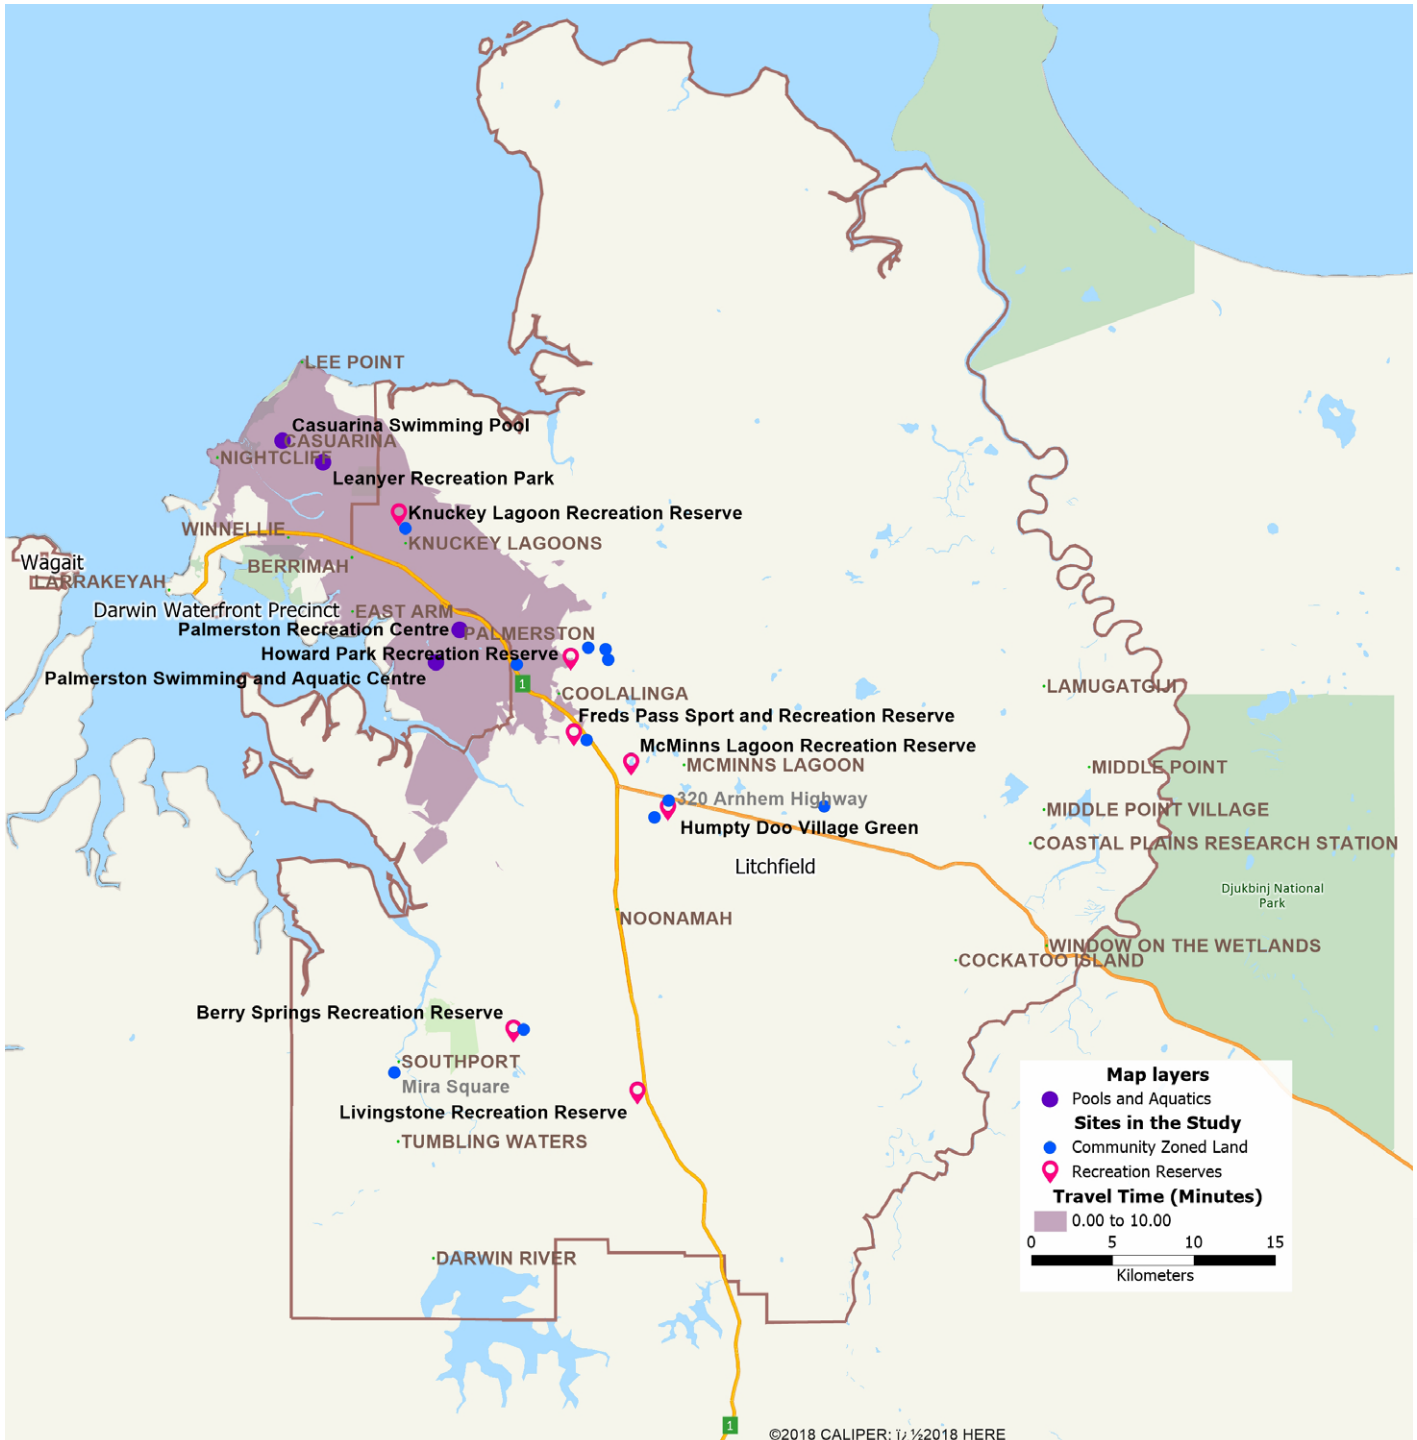 LEE POINT
Casuarina Swimming Pool
CASUARINA
NIGHTCLIFF
Leanyer Recreation Park
Knuckey Lagoon Recreation Reserve
WINNELLIE
KNUCKEY LAGOONS
Wagait
BERRIMAH
LARRAKEYAH
Darwin Waterfront Precinct
EAST ARM
Palmerston Recreation Centre
PALMERSTON
Howard Park Recreation Reserve
Palmerston Swimming and Aquatic Centre
1
COOLALINGA
LAMUGATGIJI
Freds Pass Sport and Recreation Reserve
McMinns Lagoon Recreation Reserve
MCMINNS LAGOON
MIDDLE POINT
320 Arnhem Highway
MIDDLE POINT VILLAGE
Humpty Doo Village Green
COASTAL PLAINS RESEARCH STATION
Litchfield
Djukbinj National
Park
NOONAMAH
WINDOW ON THE WETLANDS
COCKATOO ISLAND
Berry Springs Recreation Reserve
SOUTHPORT
Mira Square
Livingstone Recreation Reserve
TUMBLING WATERS
DARWIN RIVER
Map layers
Pools and Aquatics
Sites in the Study
Community Zoned Land
Recreation Reserves
Travel Time (Minutes)
0.00 to 10.00
0 5 10 15
Kilometers
1
©2018 CALIPER; ï¿½2018 HERE